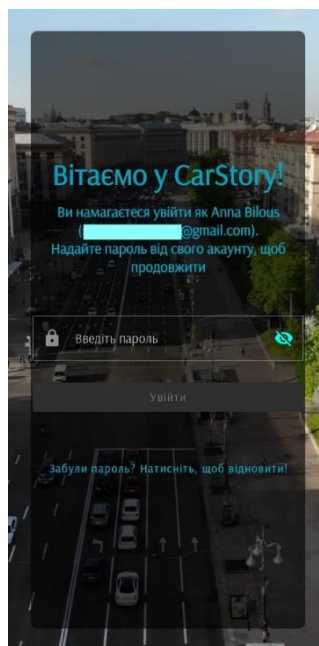 Вітаємо у CarStory!
Ви намагаєтеся увійти як Anna Bilous
(@gmail.com).
Надайте пароль від свого акаунту, щоб
продовжити
Введіть пароль
Увійти
Забули пароль? Натисніть, щоб відновити!